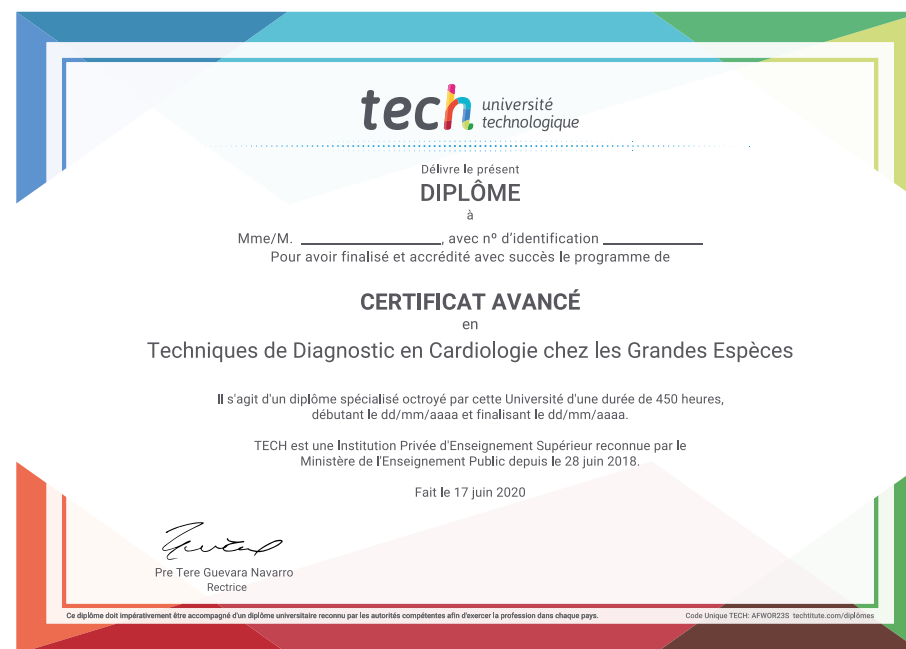 tech université
technologique
Délivre le présent
DIPLÔME
à
Mme/M. ____________, avec nº d'identification ____________
Pour avoir finalisé et accrédité avec succès le programme de
CERTIFICAT AVANCÉ
en
Techniques de Diagnostic en Cardiologie chez les Grandes Espèces
Il s'agit d'un diplôme spécialisé octroyé par cette Université d'une durée de 450 heures,
débutant le dd/mm/aaaa et finalisant le dd/mm/aaaa.
TECH est une Institution Privée d'Enseignement Supérieur reconnue par le
Ministère de l'Enseignement Public depuis le 28 juin 2018.
Fait le 17 juin 2020
Pre Tere Guevara Navarro
Rectrice
Ce diplôme doit impérativement être accompagné d'un diplôme universitaire reconnu par les autorités compétentes afin d'exercer la profession dans chaque pays.
Code Unique TECH: AFWOR23S techtitute.com/diplômes